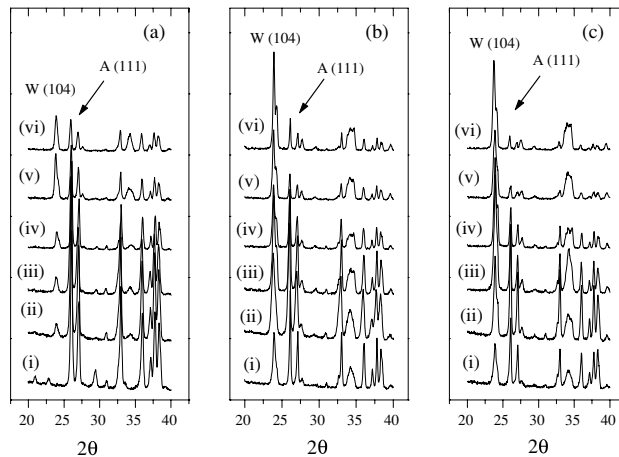 (a)
A (111)
W (104)
(vi)
(v)
(iv)
(iii)
(ii)
(i)
20 25 30 35 40
2θ
(b)
W (104)
A (111)
(vi)
(v)
(iv)
(iii)
(ii)
(i)
20 25 30 35 40
2θ
(c)
W (104)
A (111)
(vi)
(v)
(iv)
(iii)
(ii)
(i)
20 25 30 35 40
2θ